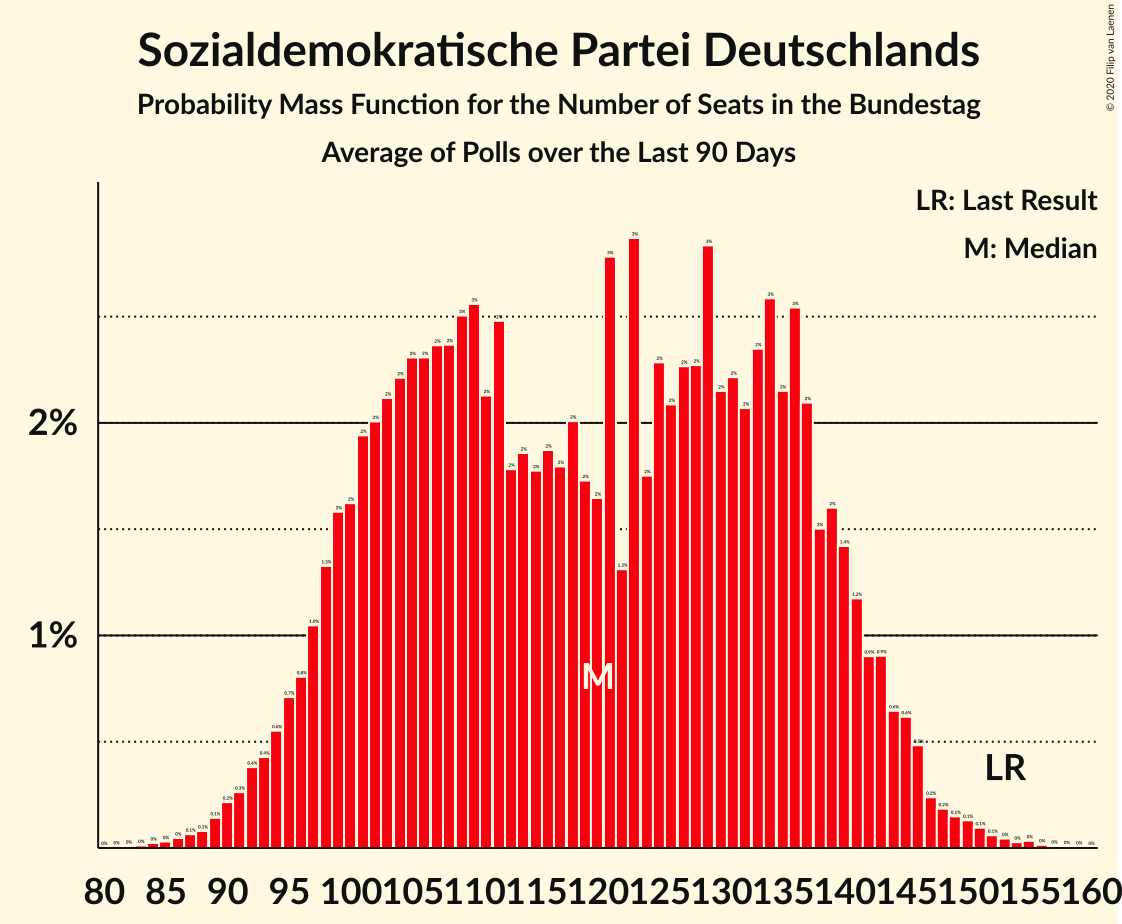 Sozialdemokratische Partei Deutschlands
Probability Mass Function for the Number of Seats in the Bundestag
Average of Polls over the Last 90 Days
© 2020 Filip van Laenen
LR: Last Result
M: Median
2%
1%
M
LR
80 85 90 95 100 105 110 115 120 125 130 135 140 145 150 155 160